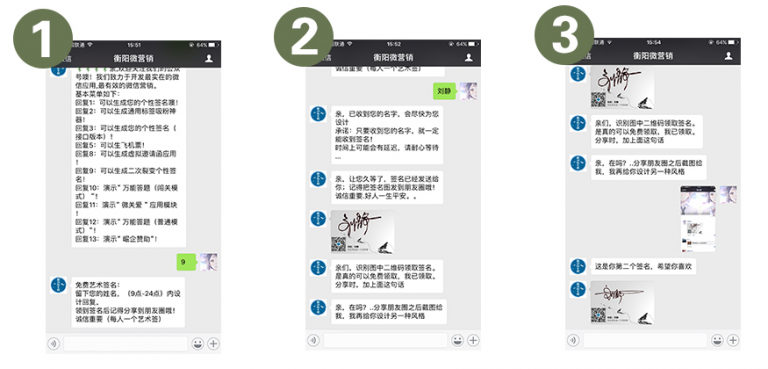 1
15:51
64%
衡阳微营销
号噢！我们致力于开发最实在的微
信应用,最有效的微信营销。
基本菜单如下：
回复1：可以生成您的个性签名噢！
回复2：可以生成通用标签吸粉神
器！
回复3：可以生成您的个性签名（
接口版本）！
回复5：可以生飞机票！
回复8：可以生成虚拟邀请函应用
！
回复9：可以生成二次裂变个性签
名！
回复10：演示“万能答题（闯关模
式）”！
回复11：演示“微关爱”应用模块
！
回复12：演示“万能答题（普通模
式）”！
回复13：演示“崛企赞助”！
9
免费艺术签名：
留下您的姓名，（9点-24点）内设
计回复。
领到签名后记得分享到朋友圈哦！
诚信重要（每人一个艺术签）
2
15:52
64%
衡阳微营销
诚信重要（每人一个艺术签）
刘静
亲，已收到您的名字，会尽快为您
设计
承诺：只要收到您的名字，就一定
能收到签名！
时间上可能会有延迟，请耐心等待
...
亲，让您久等了，签名已经发送给
你；记得把签名图发到朋友圈哦！
诚信重要.好人一生平安。。
亲们，识别图中二维码领取签名。
是真的可以免费领取，我已领取。
分享时，加上面这句话
亲，在吗？..分享朋友圈之后截图给
我，我再给你设计另一种风格
3
15:54
64%
衡阳微营销
亲们，识别图中二维码领取签名。
是真的可以免费领取，我已领取。
分享时，加上面这句话
亲，在吗？..分享朋友圈之后截图给
我，我再给你设计另一种风格
这是你第二个签名，希望你喜欢